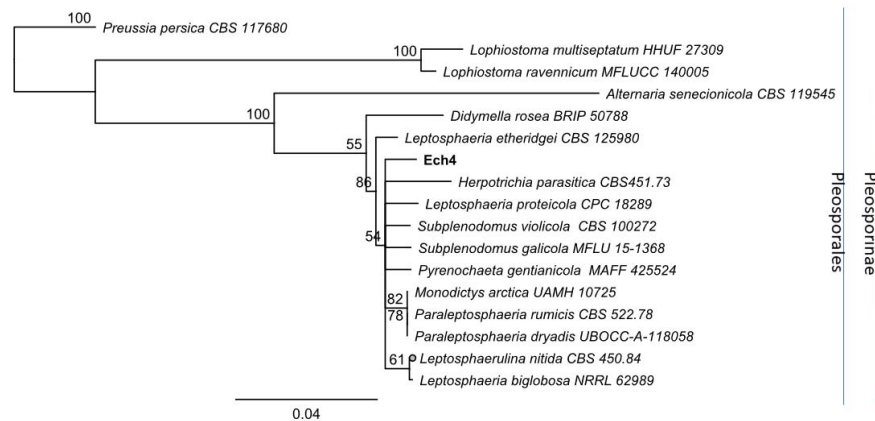 100
Preussia persica CBS 117680
100
Lophiostoma multiseptatum HHUF 27309
Lophiostoma ravennicum MFLUCC 140005
Alternaria senecionicola CBS 119545
100
Didymella rosea BRIP 50788
55
Leptosphaeria etheridgei CBS 125980
Ech4
86
Herpotrichia parasitica CBS451.73
Leptosphaeria proteicola CPC 18289
Subplenodomus violicola CBS 100272
54
Subplenodomus galicola MFLU 15-1368
Pyrenochaeta gentianicola MAFF 425524
Monodictys arctica UAMH 10725
82
78
Paraleptosphaeria rumicis CBS 522.78
Paraleptosphaeria dryadis UBOCC-A-118058
61
Leptosphaerulina nitida CBS 450.84
Leptosphaeria biglobosa NRRL 62989
0.04
Pleosporales
Pleosporinae